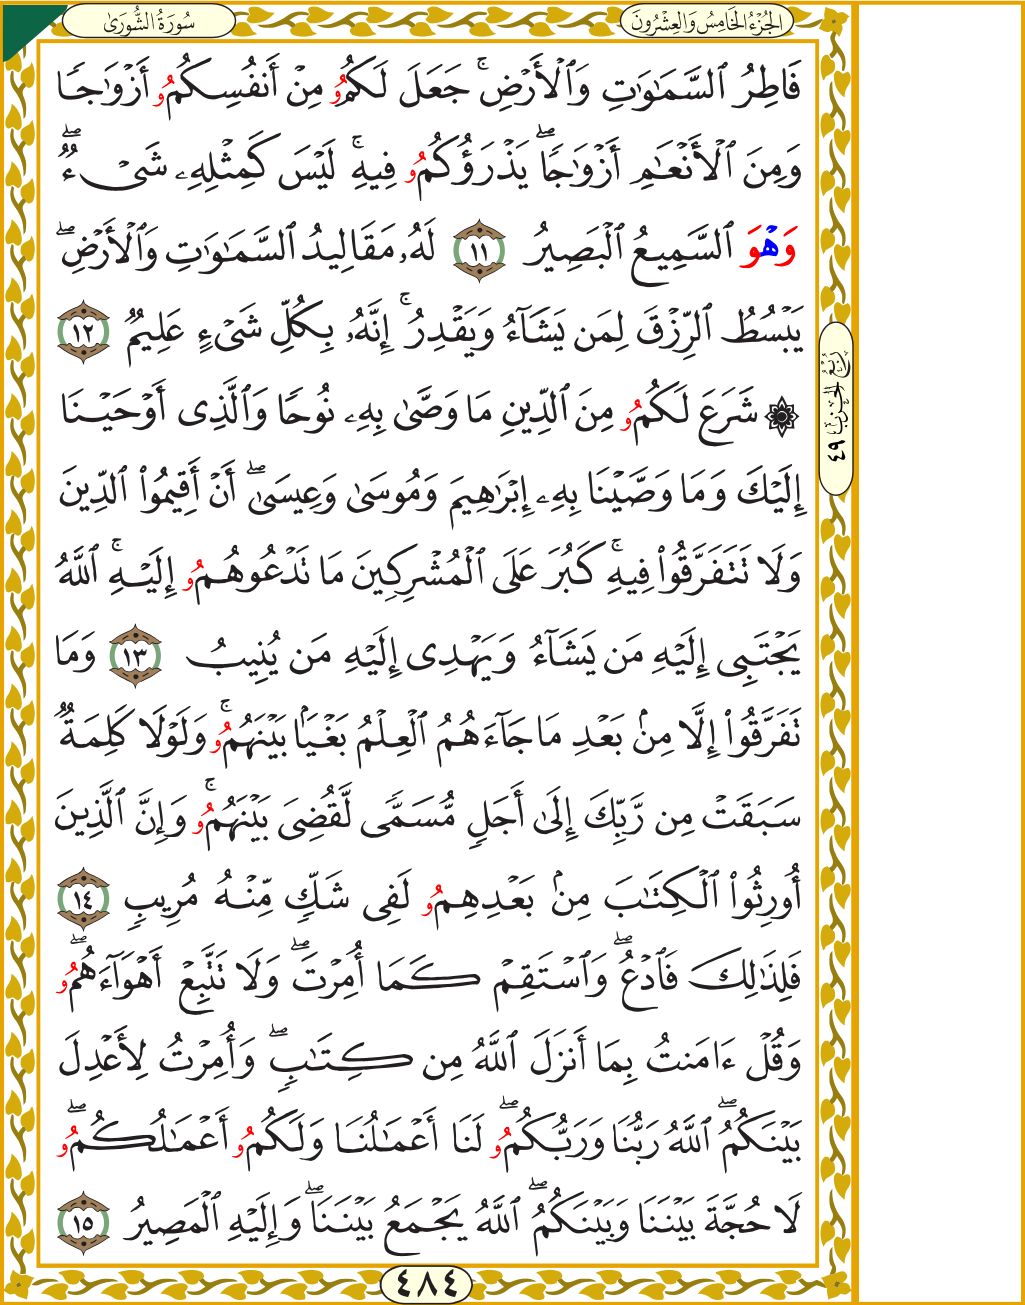 سُورَةُ الشُّورَىٰ
الجُزْءُ الخَامِسُ وَالعِشْرُونَ
فَاطِرُ ٱلسَّمَٰوَٰتِ وَٱلْأَرْضِۚ جَعَلَ لَكُمُۥ مِنْ أَنفُسِكُمُۥ أَزْوَٰجًا
وَمِنَ ٱلْأَنْعَٰمِ أَزْوَٰجًاۖ يَذْرَؤُكُمُۥ فِيهِۚ لَيْسَ كَمِثْلِهِۦ شَىْءٌۖ
وَهْوَ ٱلسَّمِيعُ ٱلْبَصِيرُ ١١ لَهُۥ مَقَالِيدُ ٱلسَّمَٰوَٰتِ وَٱلْأَرْضِۖ
يَبْسُطُ ٱلرِّزْقَ لِمَن يَشَآءُ وَيَقْدِرُۚ إِنَّهُۥ بِكُلِّ شَىْءٍ عَلِيمٌ ١٢
۞ شَرَعَ لَكُمُۥ مِنَ ٱلدِّينِ مَا وَصَّىٰ بِهِۦ نُوحًا وَٱلَّذِى أَوْحَيْنَا
إِلَيْكَ وَمَا وَصَّيْنَا بِهِۦ إِبْرَٰهِيمَ وَمُوسَىٰ وَعِيسَىٰۖ أَنْ أَقِيمُوا۟ ٱلدِّينَ
وَلَا تَتَفَرَّقُوا۟ فِيهِۚ كَبُرَ عَلَى ٱلْمُشْرِكِينَ مَا تَدْعُوهُمُۥ إِلَيْهِۚ ٱللَّهُ
يَجْتَبِى إِلَيْهِ مَن يَشَآءُ وَيَهْدِى إِلَيْهِ مَن يُنِيبُ ١٣ وَمَا
تَفَرَّقُوا۟ إِلَّا مِنۢ بَعْدِ مَا جَآءَهُمُ ٱلْعِلْمُ بَغْيَۢا بَيْنَهُمُۥۚ وَلَوْلَا كَلِمَةٌ
سَبَقَتْ مِن رَّبِّكَ إِلَىٰ أَجَلٍ مُّسَمًّى لَّقُضِىَ بَيْنَهُمُۥۚ وَإِنَّ ٱلَّذِينَ
أُورِثُوا۟ ٱلْكِتَٰبَ مِنۢ بَعْدِهِمُۥ لَفِى شَكٍّ مِّنْهُ مُرِيبٍ ١٤
فَلِذَٰلِكَ فَٱدْعُۖ وَٱسْتَقِمْ كَمَا أُمِرْتَۖ وَلَا تَتَّبِعْ أَهْوَآءَهُمُۥۖ
وَقُلْ ءَامَنتُ بِمَا أَنزَلَ ٱللَّهُ مِن كِتَٰبٍۖ وَأُمِرْتُ لِأَعْدِلَ
بَيْنَكُمُۖ ٱللَّهُ رَبُّنَا وَرَبُّكُمُۥۖ لَنَا أَعْمَٰلُنَا وَلَكُمُۥ أَعْمَٰلُكُمُۥۖ
لَا حُجَّةَ بَيْنَنَا وَبَيْنَكُمُۖ ٱللَّهُ يَجْمَعُ بَيْنَنَاۖ وَإِلَيْهِ ٱلْمَصِيرُ ١٥
رُبْعُ الحِزْبِ ٤٩
٤٨٤